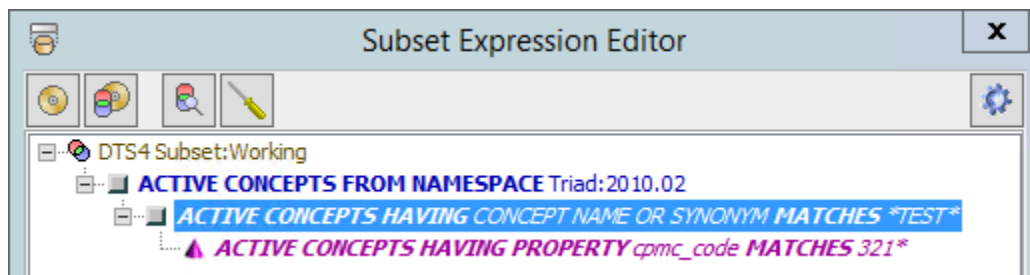 Subset Expression Editor
x
DTS4 Subset:Working
ACTIVE CONCEPTS FROM NAMESPACE Triad:2010.02
ACTIVE CONCEPTS HAVING CONCEPT NAME OR SYNONYM MATCHES *TEST*
ACTIVE CONCEPTS HAVING PROPERTY cpmc_code MATCHES 321*